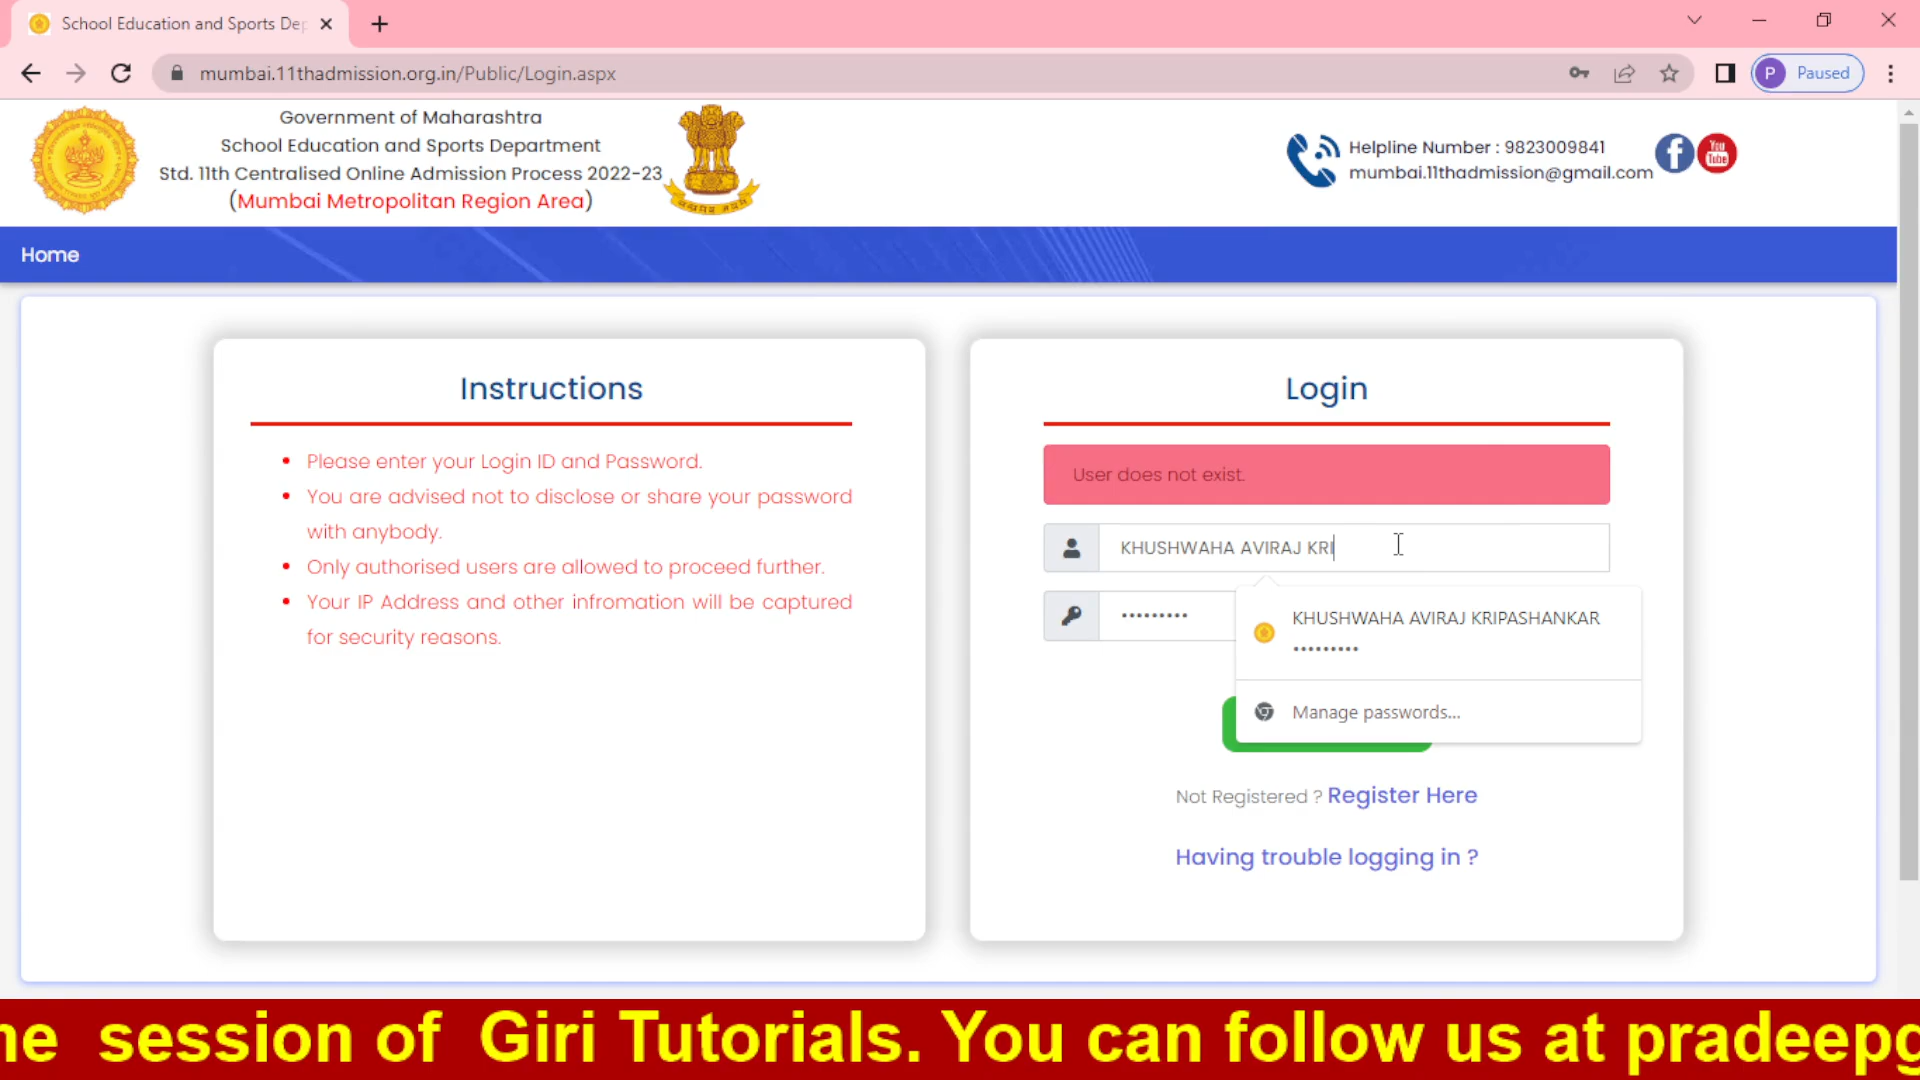 School Education and Sports Dep
mumbai.11thadmission.org.in/Public/Login.aspx
P Paused
Government of Maharashtra
School Education and Sports Department
Std. 11th Centralised Online Admission Process 2022-23
(Mumbai Metropolitan Region Area)
Helpline Number : 9823009841
mumbai.11thadmission@gmail.com
You Tube
Home
Instructions
Please enter your Login ID and Password.
You are advised not to disclose or share your password
with anybody.
Only authorised users are allowed to proceed further.
Your IP Address and other infromation will be captured
for security reasons.
Login
User does not exist.
KHUSHWAHA AVIRAJ KRI
•••••••••
KHUSHWAHA AVIRAJ KRIPASHANKAR
•••••••••
Manage passwords...
Not Registered ? Register Here
Having trouble logging in ?
ne session of Giri Tutorials. You can follow us at pradeepg